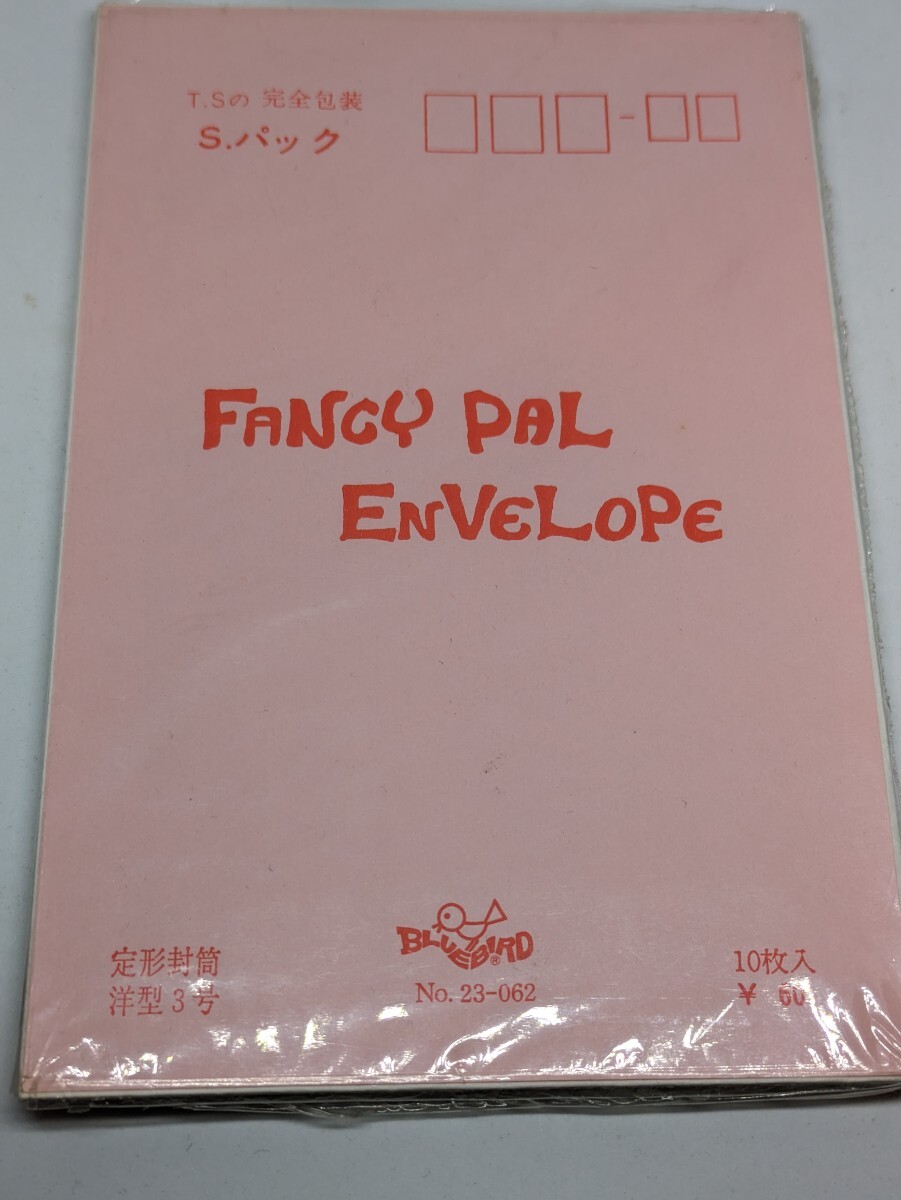 T.Sの 完全包装
S.パック
FANCY PAL
ENVELOPE
BLUEBIRD®
定形封筒
洋型3号
No. 23-062
10枚入
¥ 60